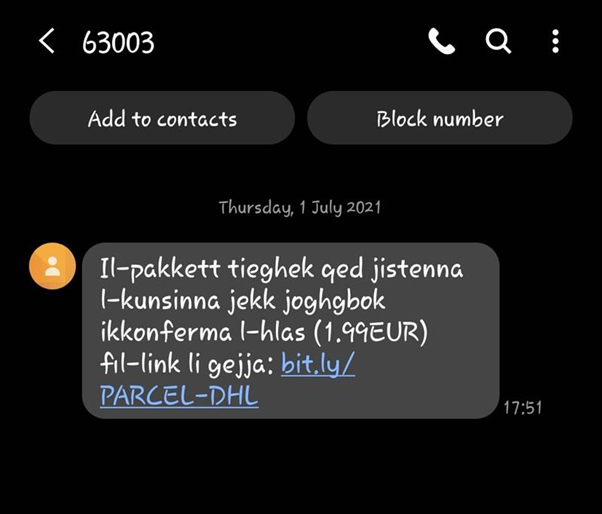 63003
Add to contacts
Block number
Thursday, 1 July 2021
Il-pakkett tieghek qed jistenna
l-kunsinna jekk joghgbok
ikkonferma l-hlas (1.99EUR)
fil-link li gejja: bit.ly/
PARCEL-DHL
17:51